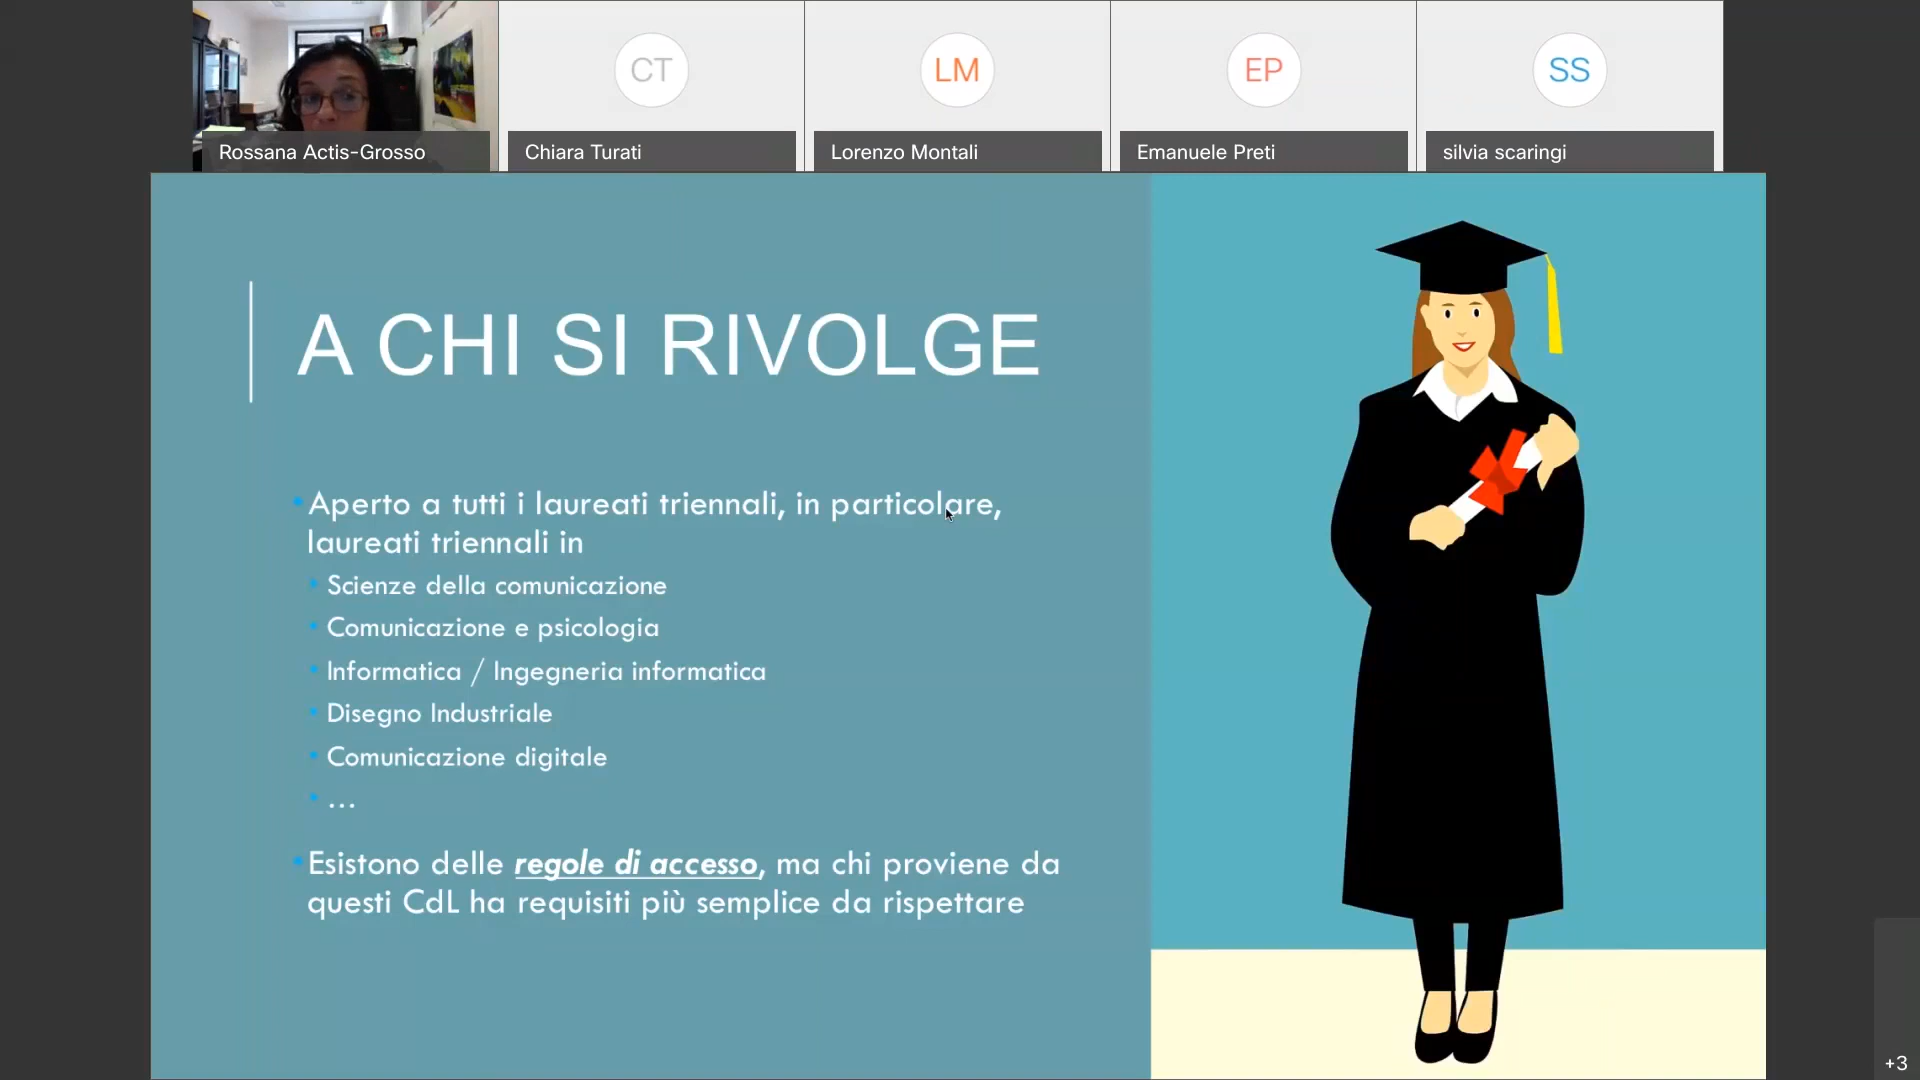 CT
LM
EP
SS
Rossana Actis-Grosso
Chiara Turati
Lorenzo Montali
Emanuele Preti
silvia scaringi
A CHI SI RIVOLGE
Aperto a tutti i laureati triennali, in particolare,
laureati triennali in
Scienze della comunicazione
Comunicazione e psicologia
Informatica / Ingegneria informatica
Disegno Industriale
Comunicazione digitale
...
Esistono delle regole di accesso, ma chi proviene da
questi CdL ha requisiti più semplice da rispettare
+3